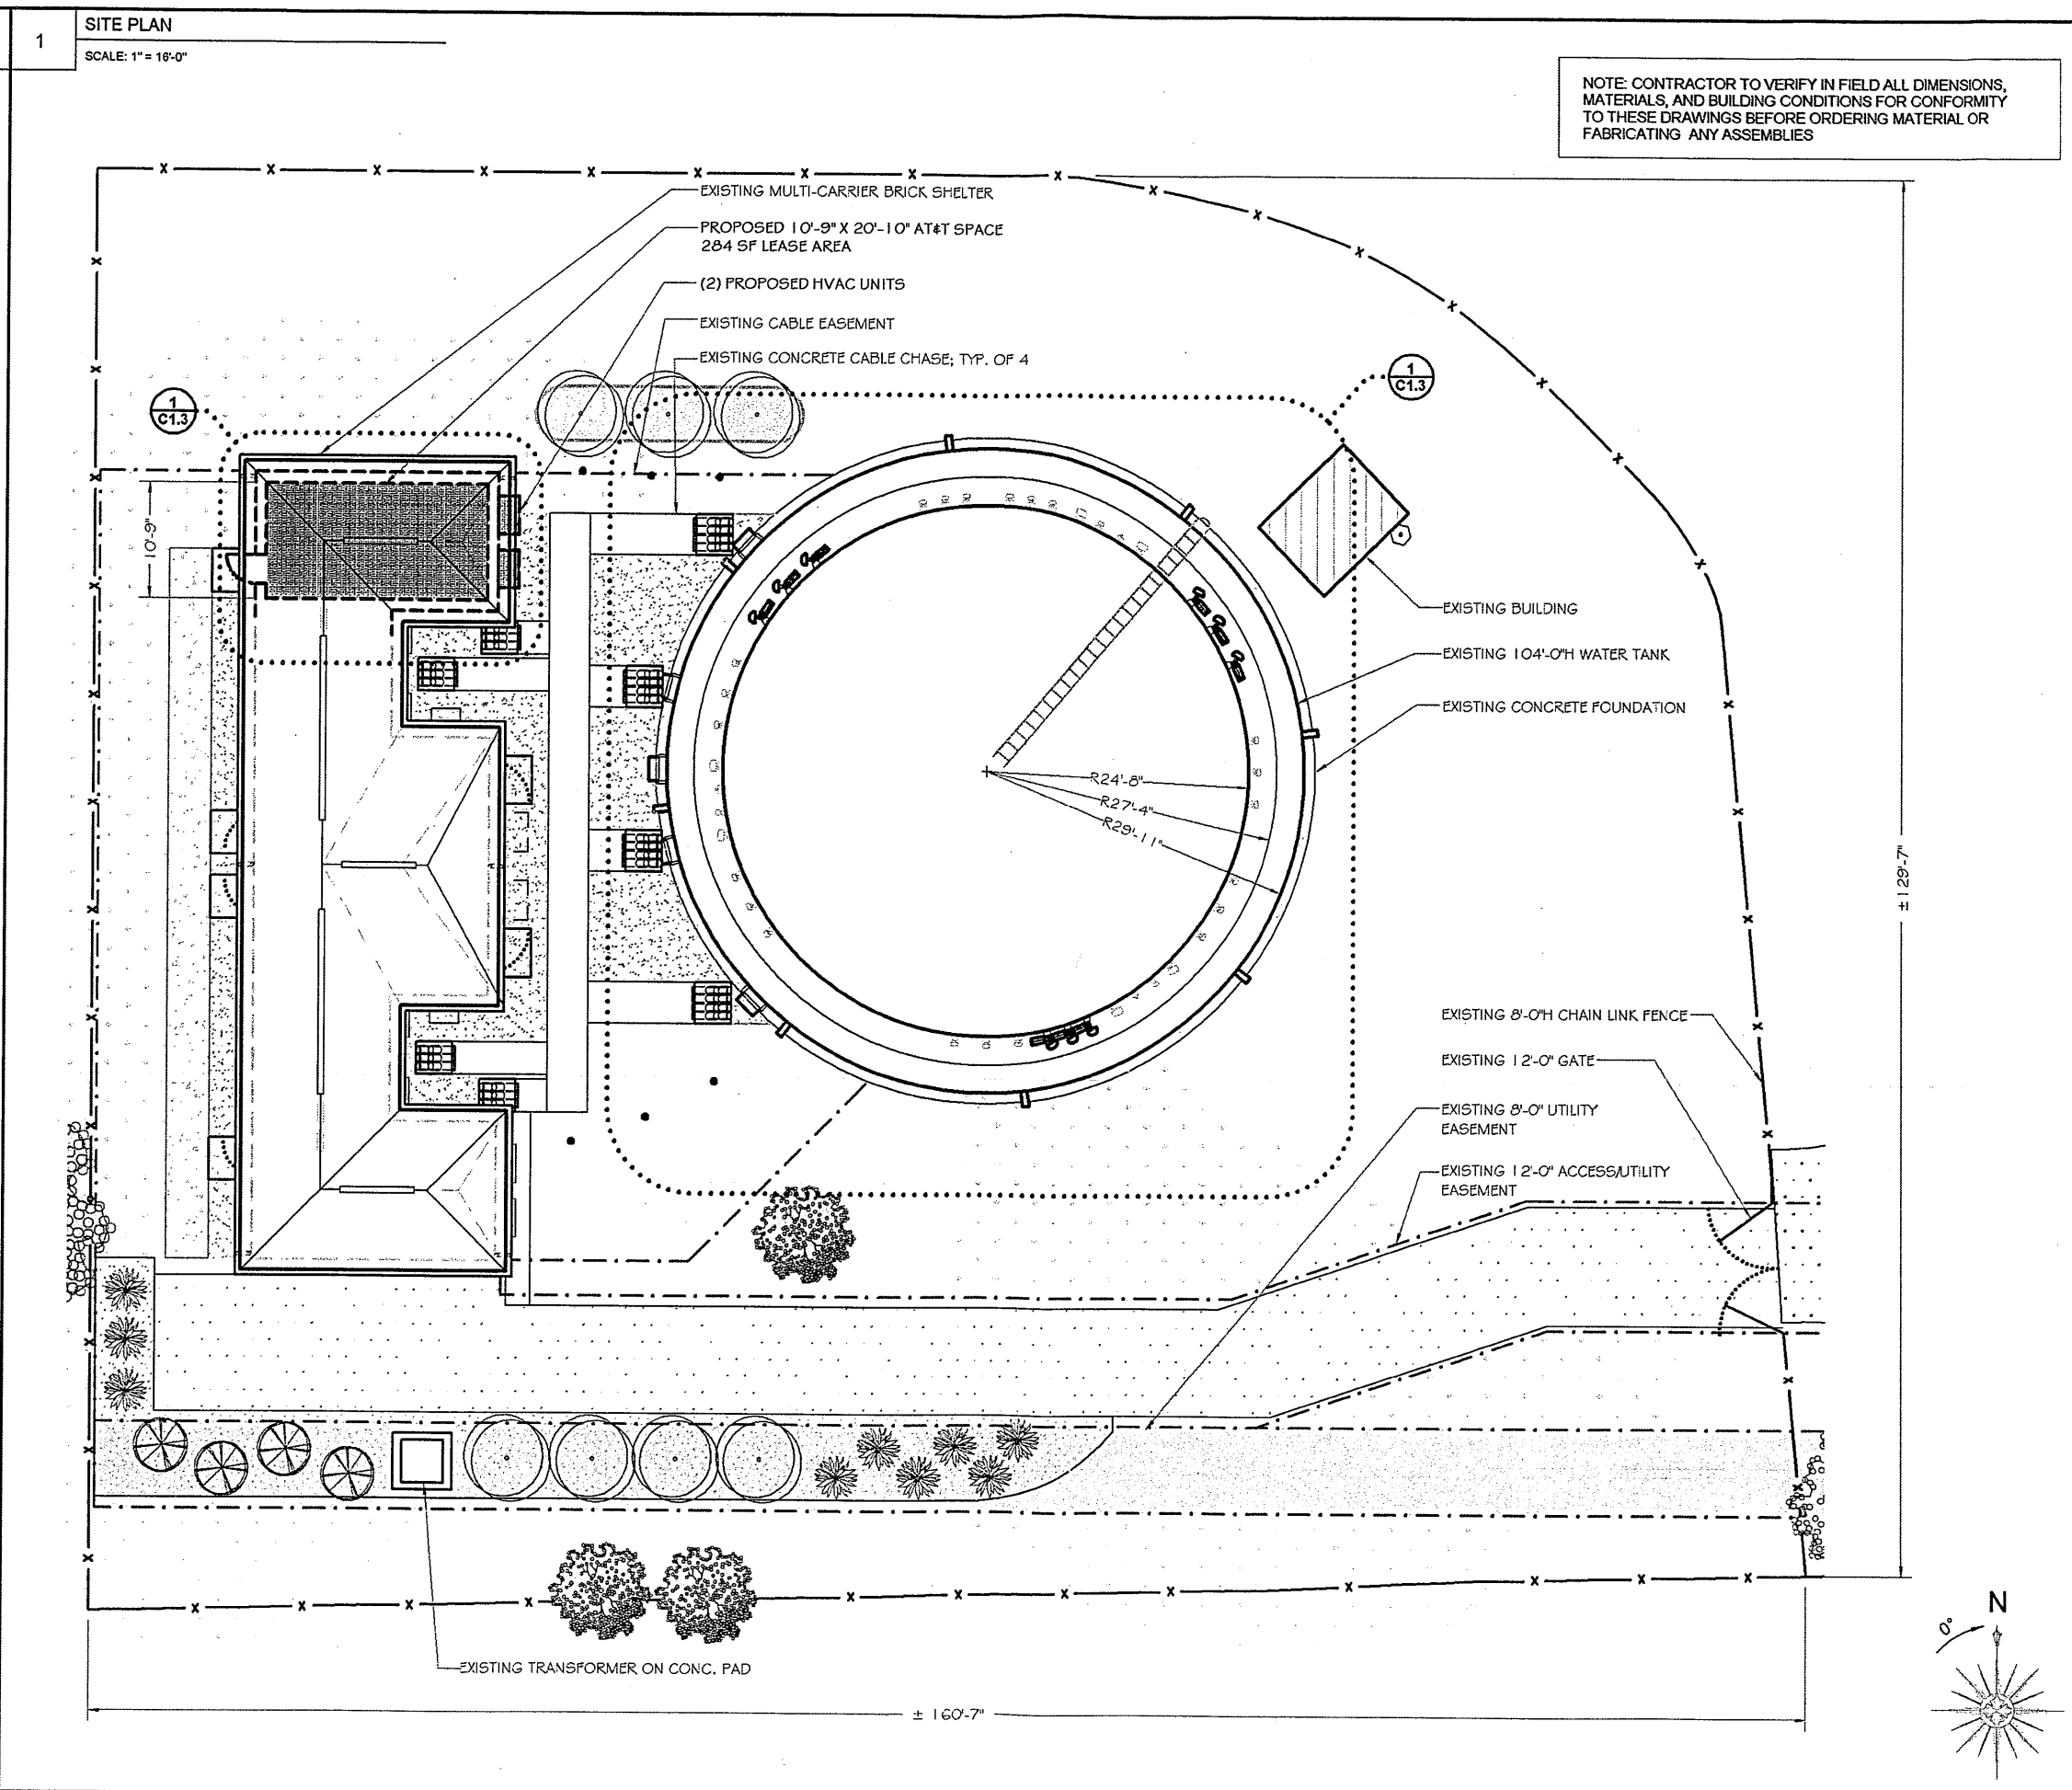 1
SITE PLAN
SCALE: 1" = 16'-0"
NOTE: CONTRACTOR TO VERIFY IN FIELD ALL DIMENSIONS,
MATERIALS, AND BUILDING CONDITIONS FOR CONFORMITY
TO THESE DRAWINGS BEFORE ORDERING MATERIAL OR
FABRICATING ANY ASSEMBLIES
EXISTING MULTI-CARRIER BRICK SHELTER
PROPOSED 10'-9" X 20'-10" AT&T SPACE
284 SF LEASE AREA
(2) PROPOSED HVAC UNITS
EXISTING CABLE EASEMENT
EXISTING CONCRETE CABLE CHASE; TYP. OF 4
1
C1.3
1
C1.3
10'-9"
EXISTING BUILDING
EXISTING 104'-0"H WATER TANK
EXISTING CONCRETE FOUNDATION
R24'-8"
R27'-4"
R29'-11"
±129'-7"
EXISTING 8'-0"H CHAIN LINK FENCE
EXISTING 12'-0" GATE
EXISTING 8'-0" UTILITY
EASEMENT
EXISTING 12'-0" ACCESS/UTILITY
EASEMENT
EXISTING TRANSFORMER ON CONC. PAD
± 160'-7"
N
0°